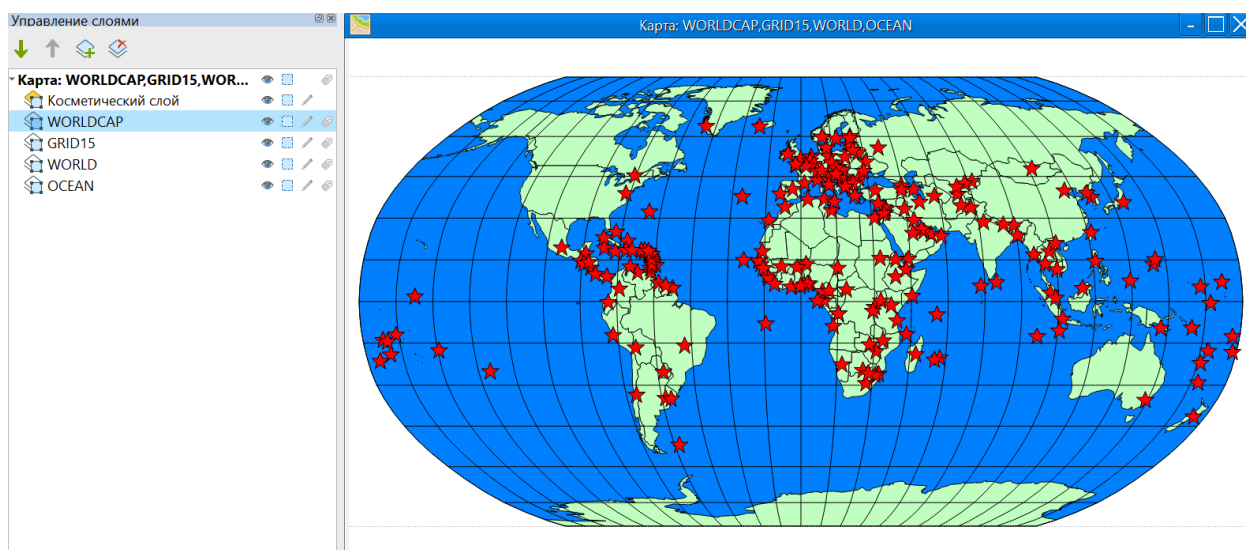 Управление слоями
Карта: WORLDCAP,GRID15,WOR...
Косметический слой
WORLDCAP
GRID15
WORLD
OCEAN
Карта: WORLDCAP,GRID15,WORLD,OCEAN